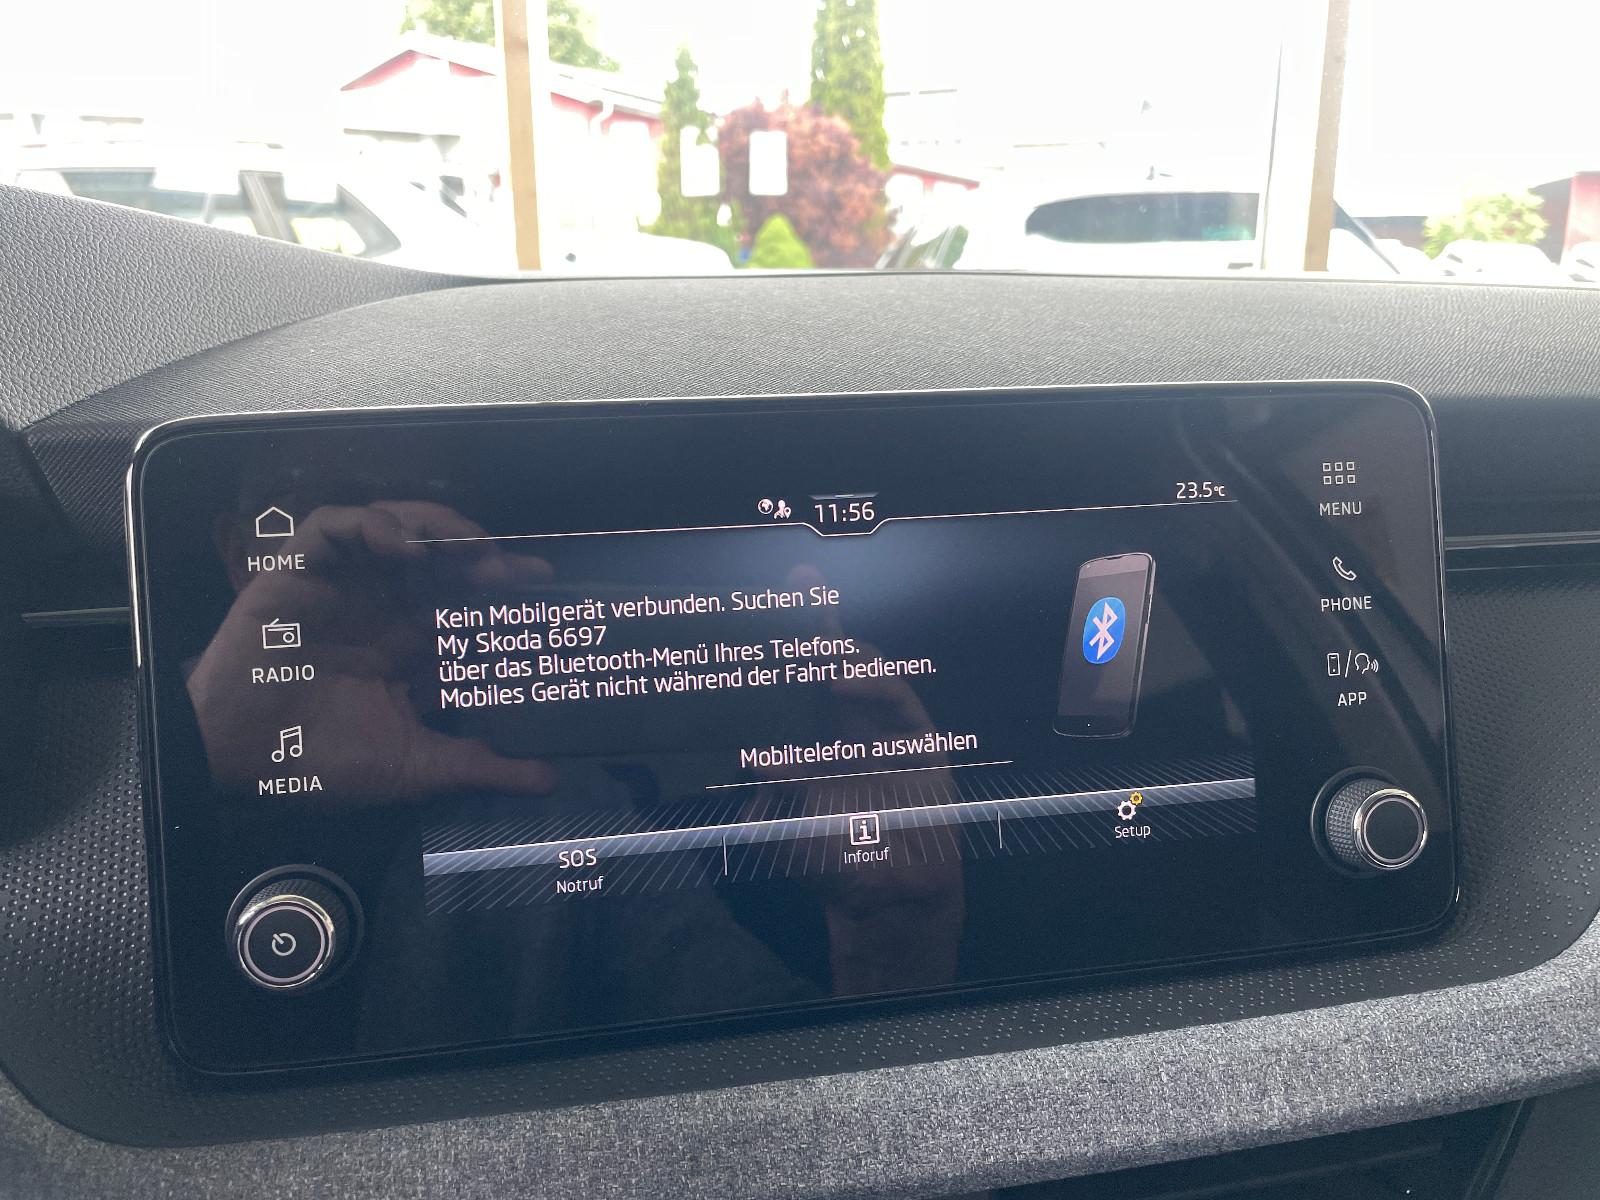 11:56
23.5°C
HOME
RADIO
MEDIA
Kein Mobilgerät verbunden. Suchen Sie
My Skoda 6697
über das Bluetooth-Menü Ihres Telefons.
Mobiles Gerät nicht während der Fahrt bedienen.
Mobiltelefon auswählen
SOS
Notruf
i
Inforuf
Setup
MENU
PHONE
APP